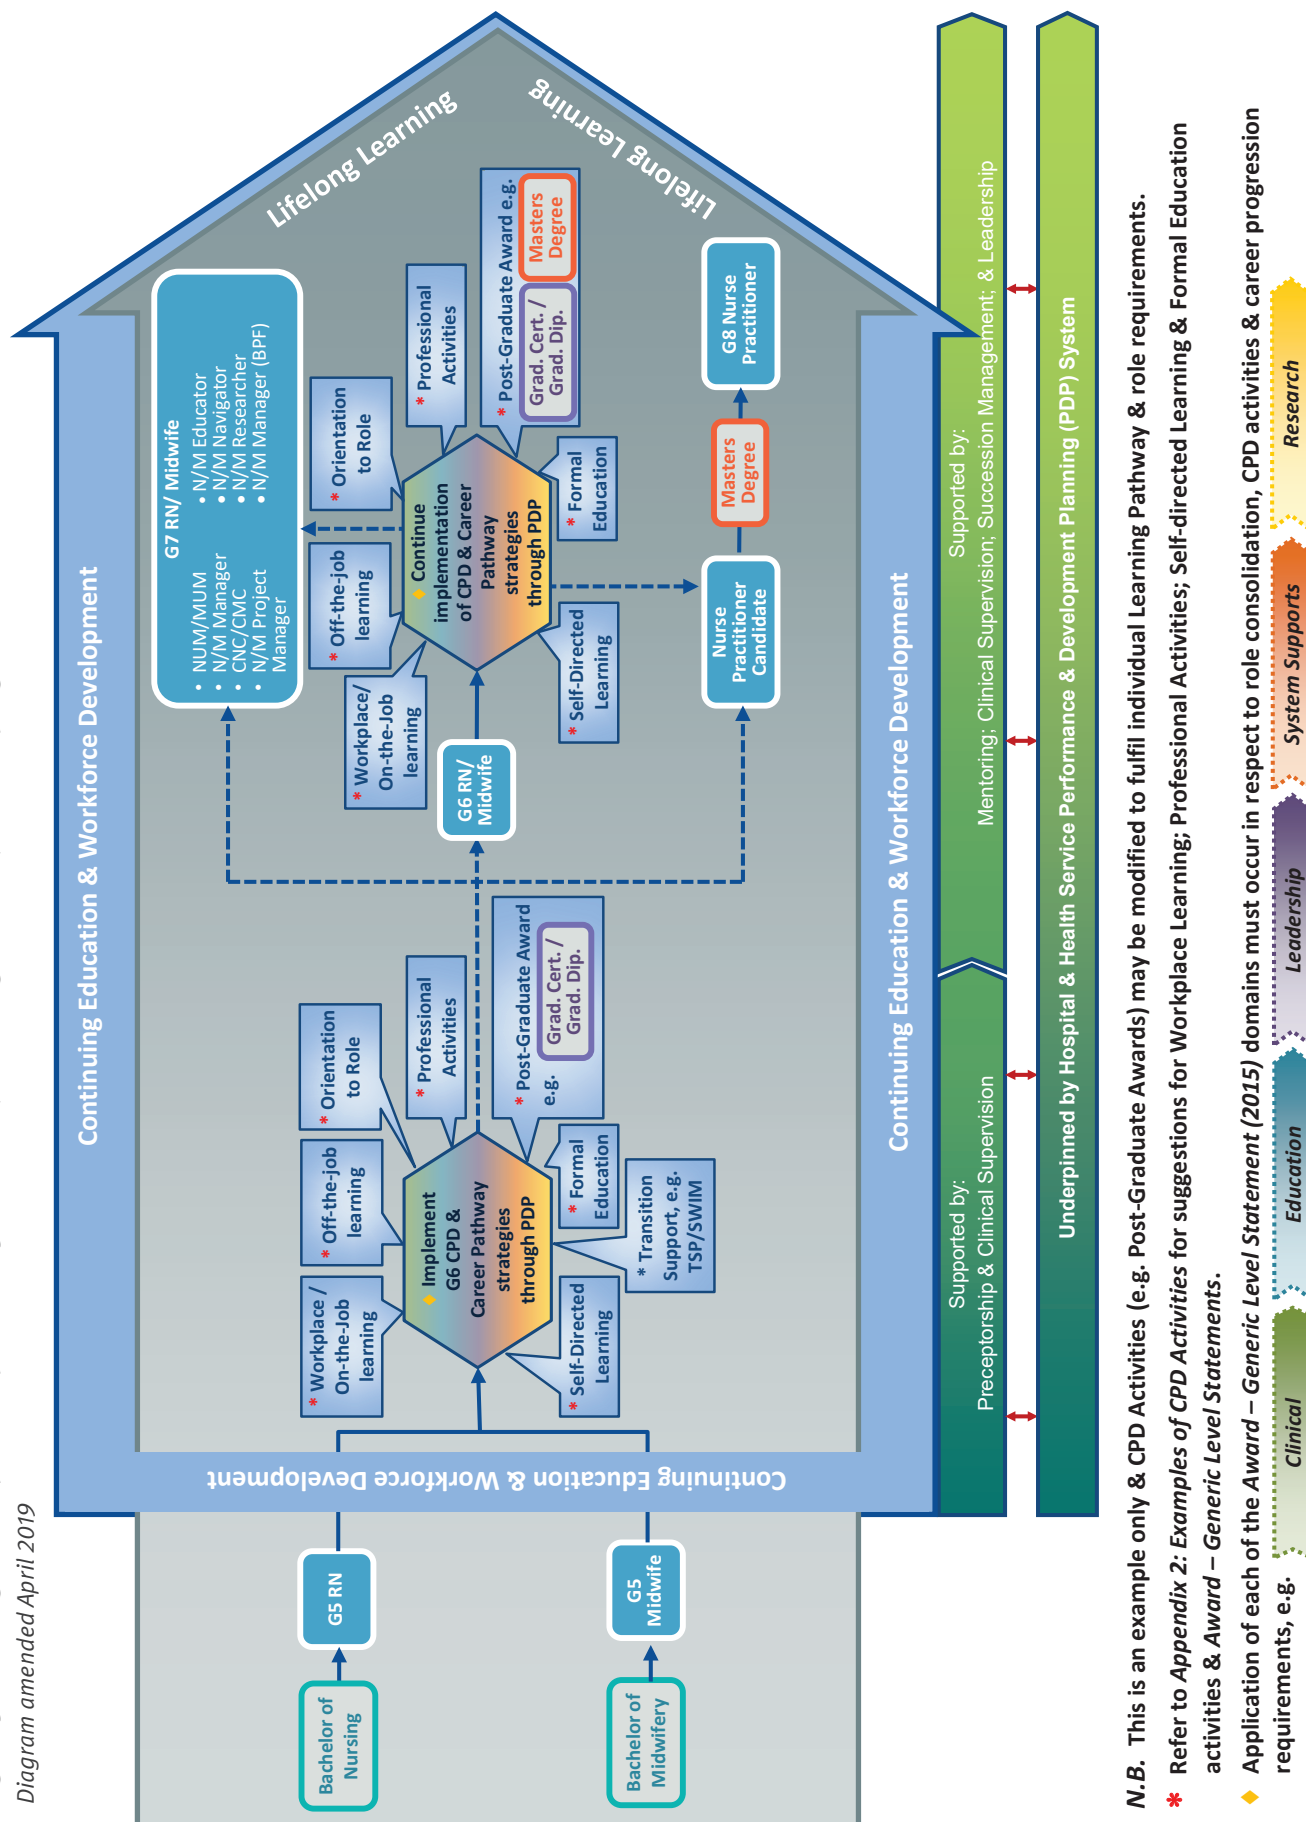 Diagram amended April 2019
Continuing Education & Workforce Development
Lifelong Learning
Lifelong Learning
Bachelor of
Nursing
G5 RN
Bachelor of
Midwifery
G5
Midwife
Continuing Education & Workforce Development
* Workplace /
On-the-Job
learning
* Off-the-job
learning
* Orientation
to Role
* Professional
Activities
* Post-Graduate Award
e.g.
Grad. Cert. /
Grad. Dip.
* Formal
Education
* Transition
Support, e.g.
TSP/SWIM
* Self-Directed
Learning
◆ Implement
G6 CPD &
Career Pathway
strategies
through PDP
G6 RN/
Midwife
G7 RN/ Midwife
• NUM/MUM
• N/M Manager
• CNC/CMC
• N/M Project
Manager
• N/M Educator
• N/M Navigator
• N/M Researcher
• N/M Manager (BPF)
* Workplace/
On-the-Job
learning
* Off-the-job
learning
* Orientation
to Role
* Professional
Activities
* Post-Graduate Award e.g.
Grad. Cert. /
Grad. Dip.
Masters
Degree
* Formal
Education
* Self-Directed
Learning
◆ Continue
implementation
of CPD & Career
Pathway
strategies
through PDP
Nurse
Practitioner
Candidate
Masters
Degree
G8 Nurse
Practitioner
Continuing Education & Workforce Development
Supported by:
Preceptorship & Clinical Supervision
Supported by:
Mentoring; Clinical Supervision; Succession Management; & Leadership
Underpinned by Hospital & Health Service Performance & Development Planning (PDP) System
N.B. This is an example only & CPD Activities (e.g. Post-Graduate Awards) may be modified to fulfil individual Learning Pathway & role requirements.
* Refer to Appendix 2: Examples of CPD Activities for suggestions for Workplace Learning; Professional Activities; Self-directed Learning & Formal Education
activities & Award – Generic Level Statements.
◆ Application of each of the Award – Generic Level Statement (2015) domains must occur in respect to role consolidation, CPD activities & career progression
requirements, e.g.
Clinical
Education
Leadership
System Supports
Research